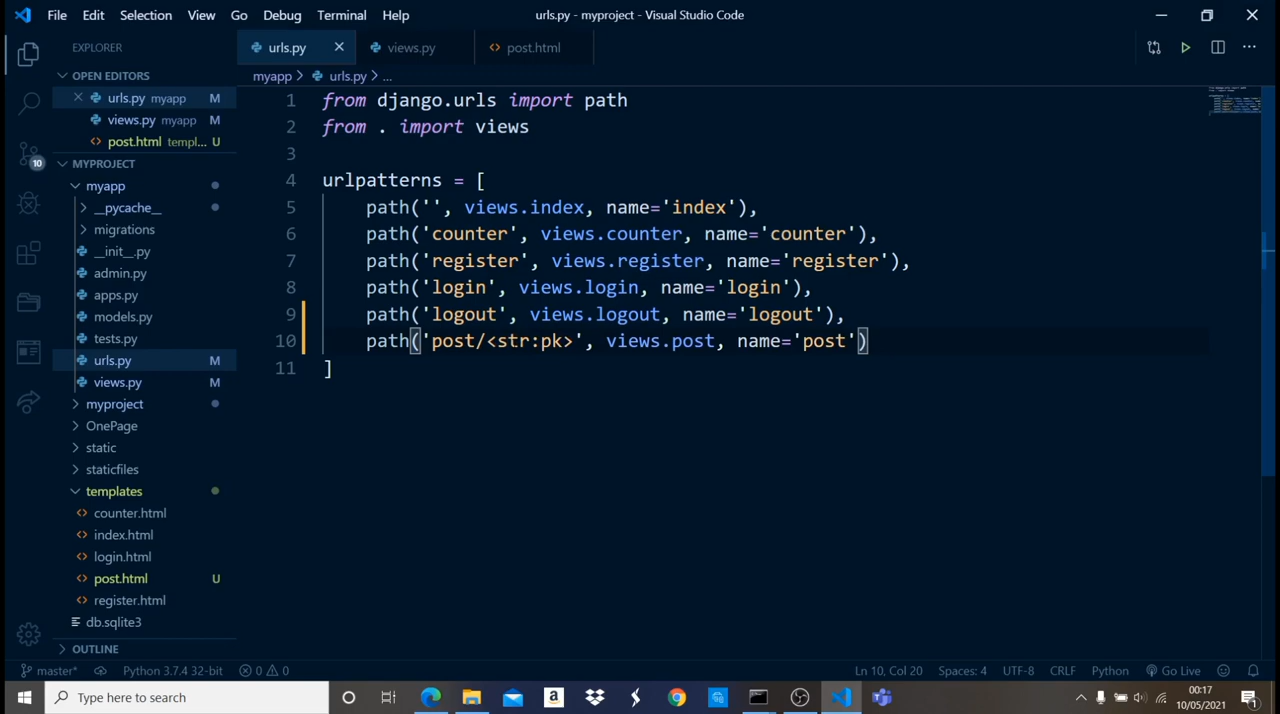 File Edit Selection View Go Debug Terminal Help urls.py - myproject - Visual Studio Code
EXPLORER
urls.py views.py post.html
OPEN EDITORS
urls.py myapp M
views.py myapp M
post.html templ... U
myapp > urls.py > ...
MYPROJECT
myapp
__pycache__
migrations
__init__.py
admin.py
apps.py
models.py
tests.py
urls.py M
views.py M
myproject
OnePage
static
staticfiles
templates
counter.html
index.html
login.html
post.html U
register.html
db.sqlite3
OUTLINE
10
1 from django.urls import path
2 from . import views
3
4 urlpatterns = [
5 path('', views.index, name='index'),
6 path('counter', views.counter, name='counter'),
7 path('register', views.register, name='register'),
8 path('login', views.login, name='login'),
9 path('logout', views.logout, name='logout'),
10 path('post/<str:pk>', views.post, name='post')
11 ]
master* Python 3.7.4 32-bit 0 0 Ln 10, Col 20 Spaces: 4 UTF-8 CRLF Python Go Live
Type here to search
00:17
10/05/2021
1